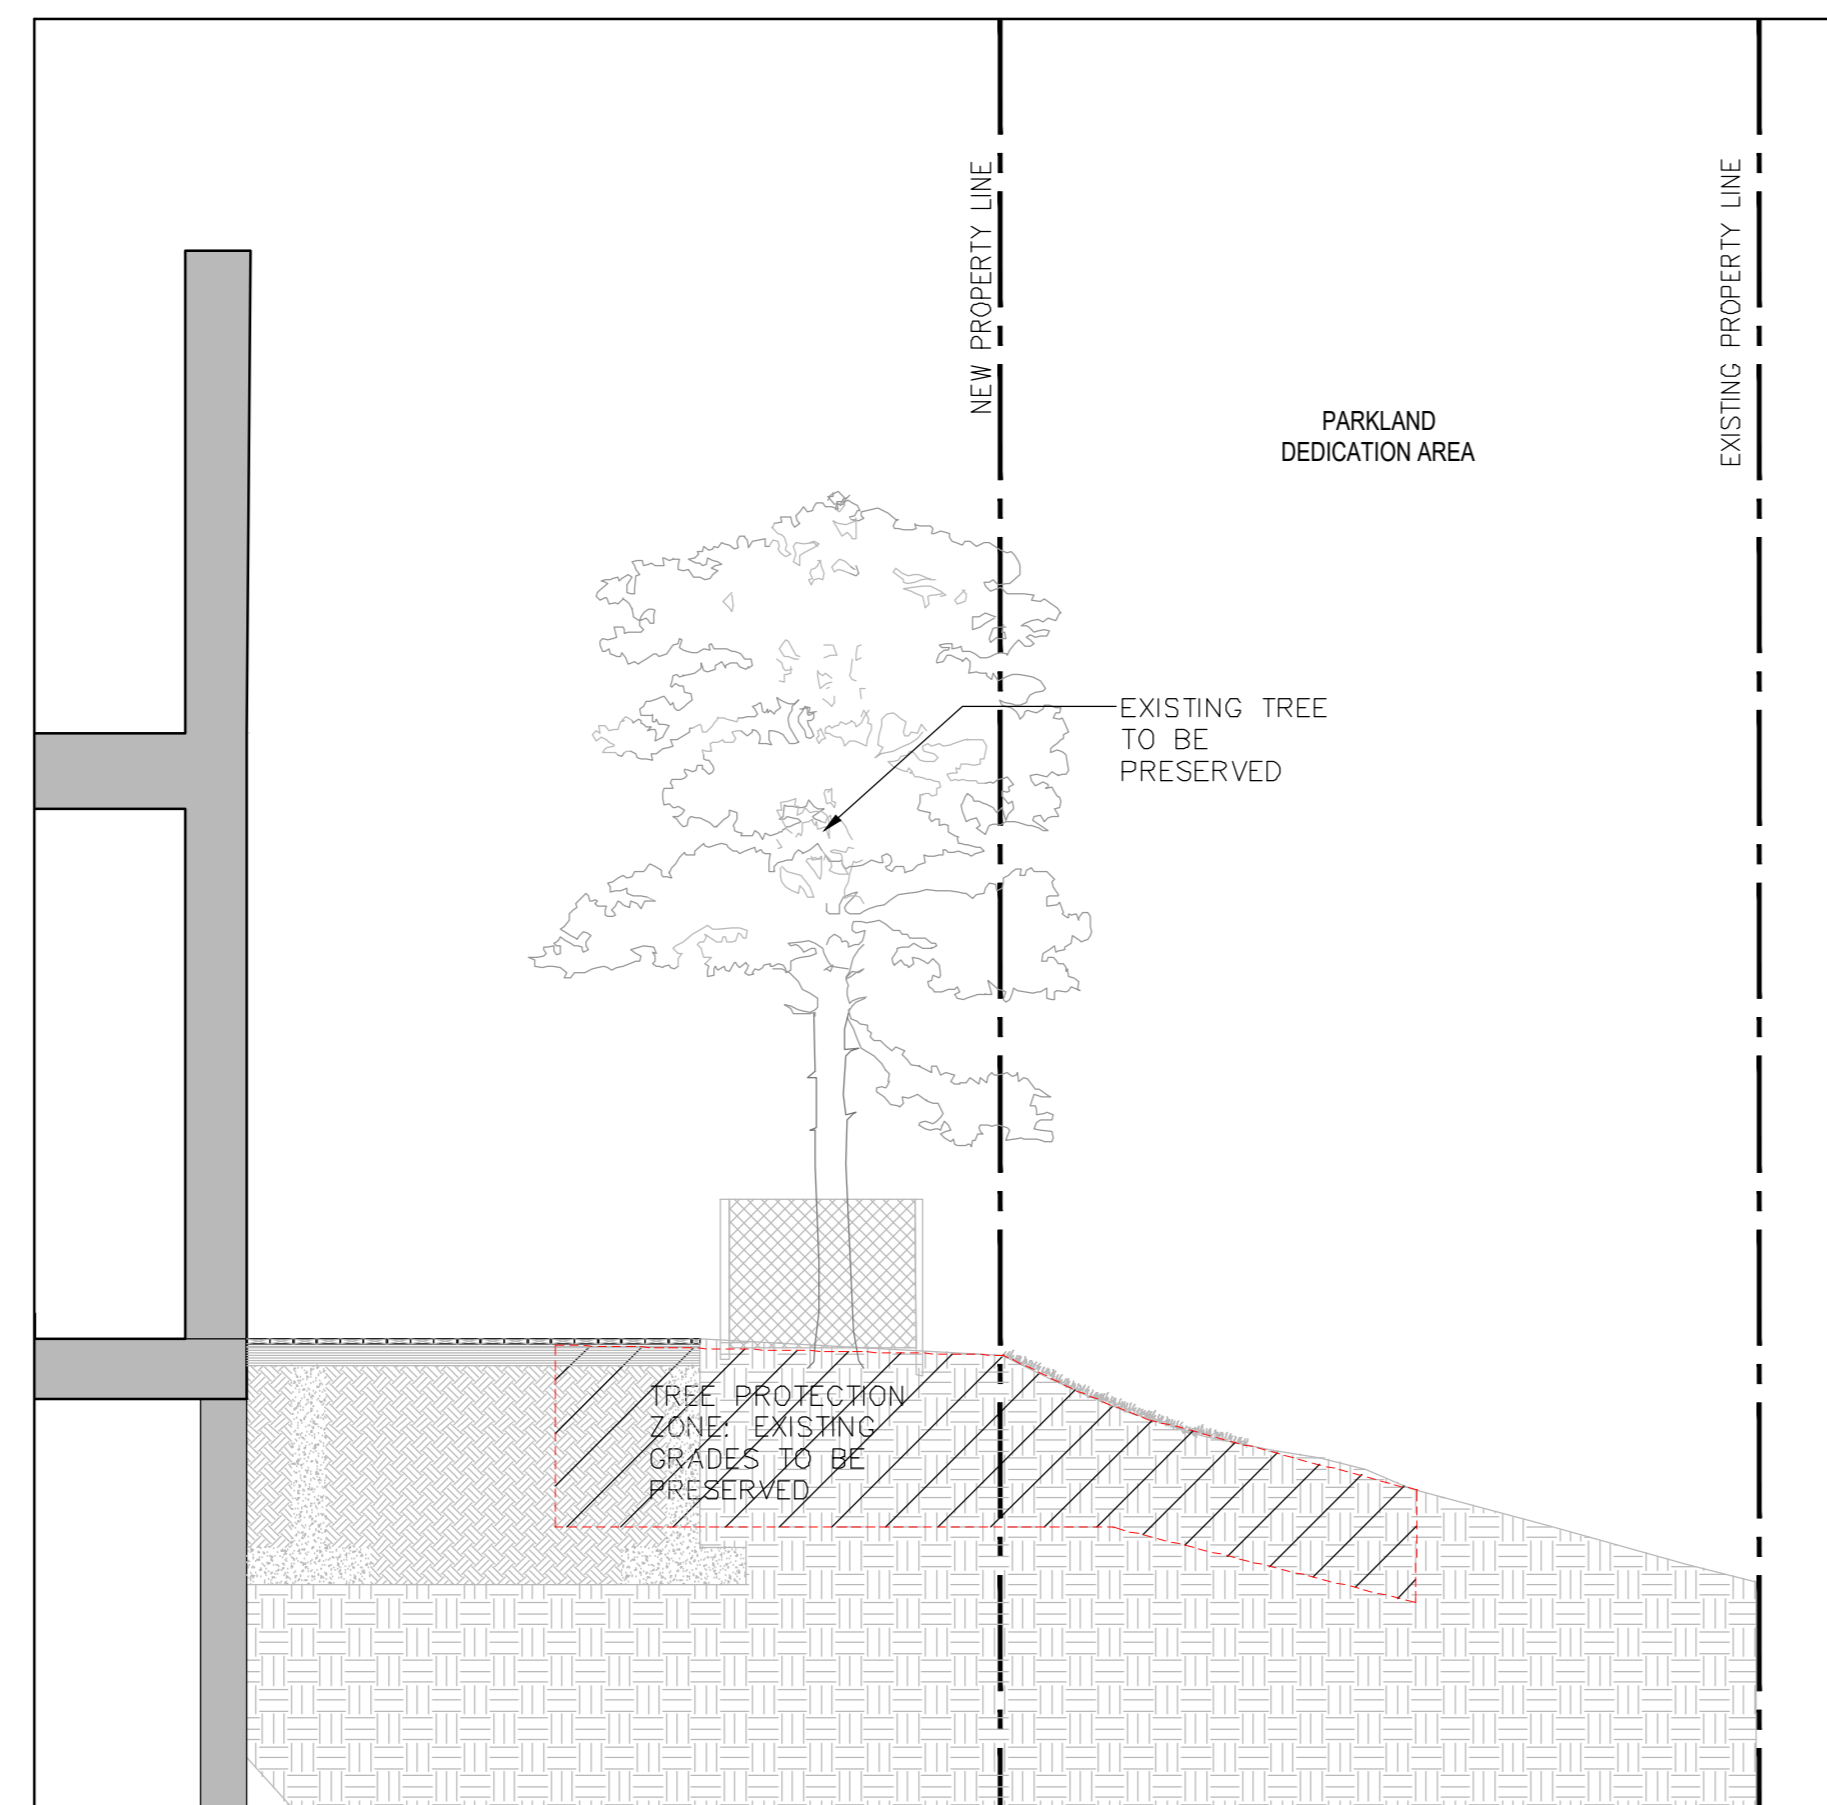 NEW PROPERTY LINE
EXISTING PROPERTY LINE
PARKLAND
DEDICATION AREA
EXISTING TREE
TO BE
PRESERVED
TREE PROTECTION
ZONE: EXISTING
GRADES TO BE
PRESERVED